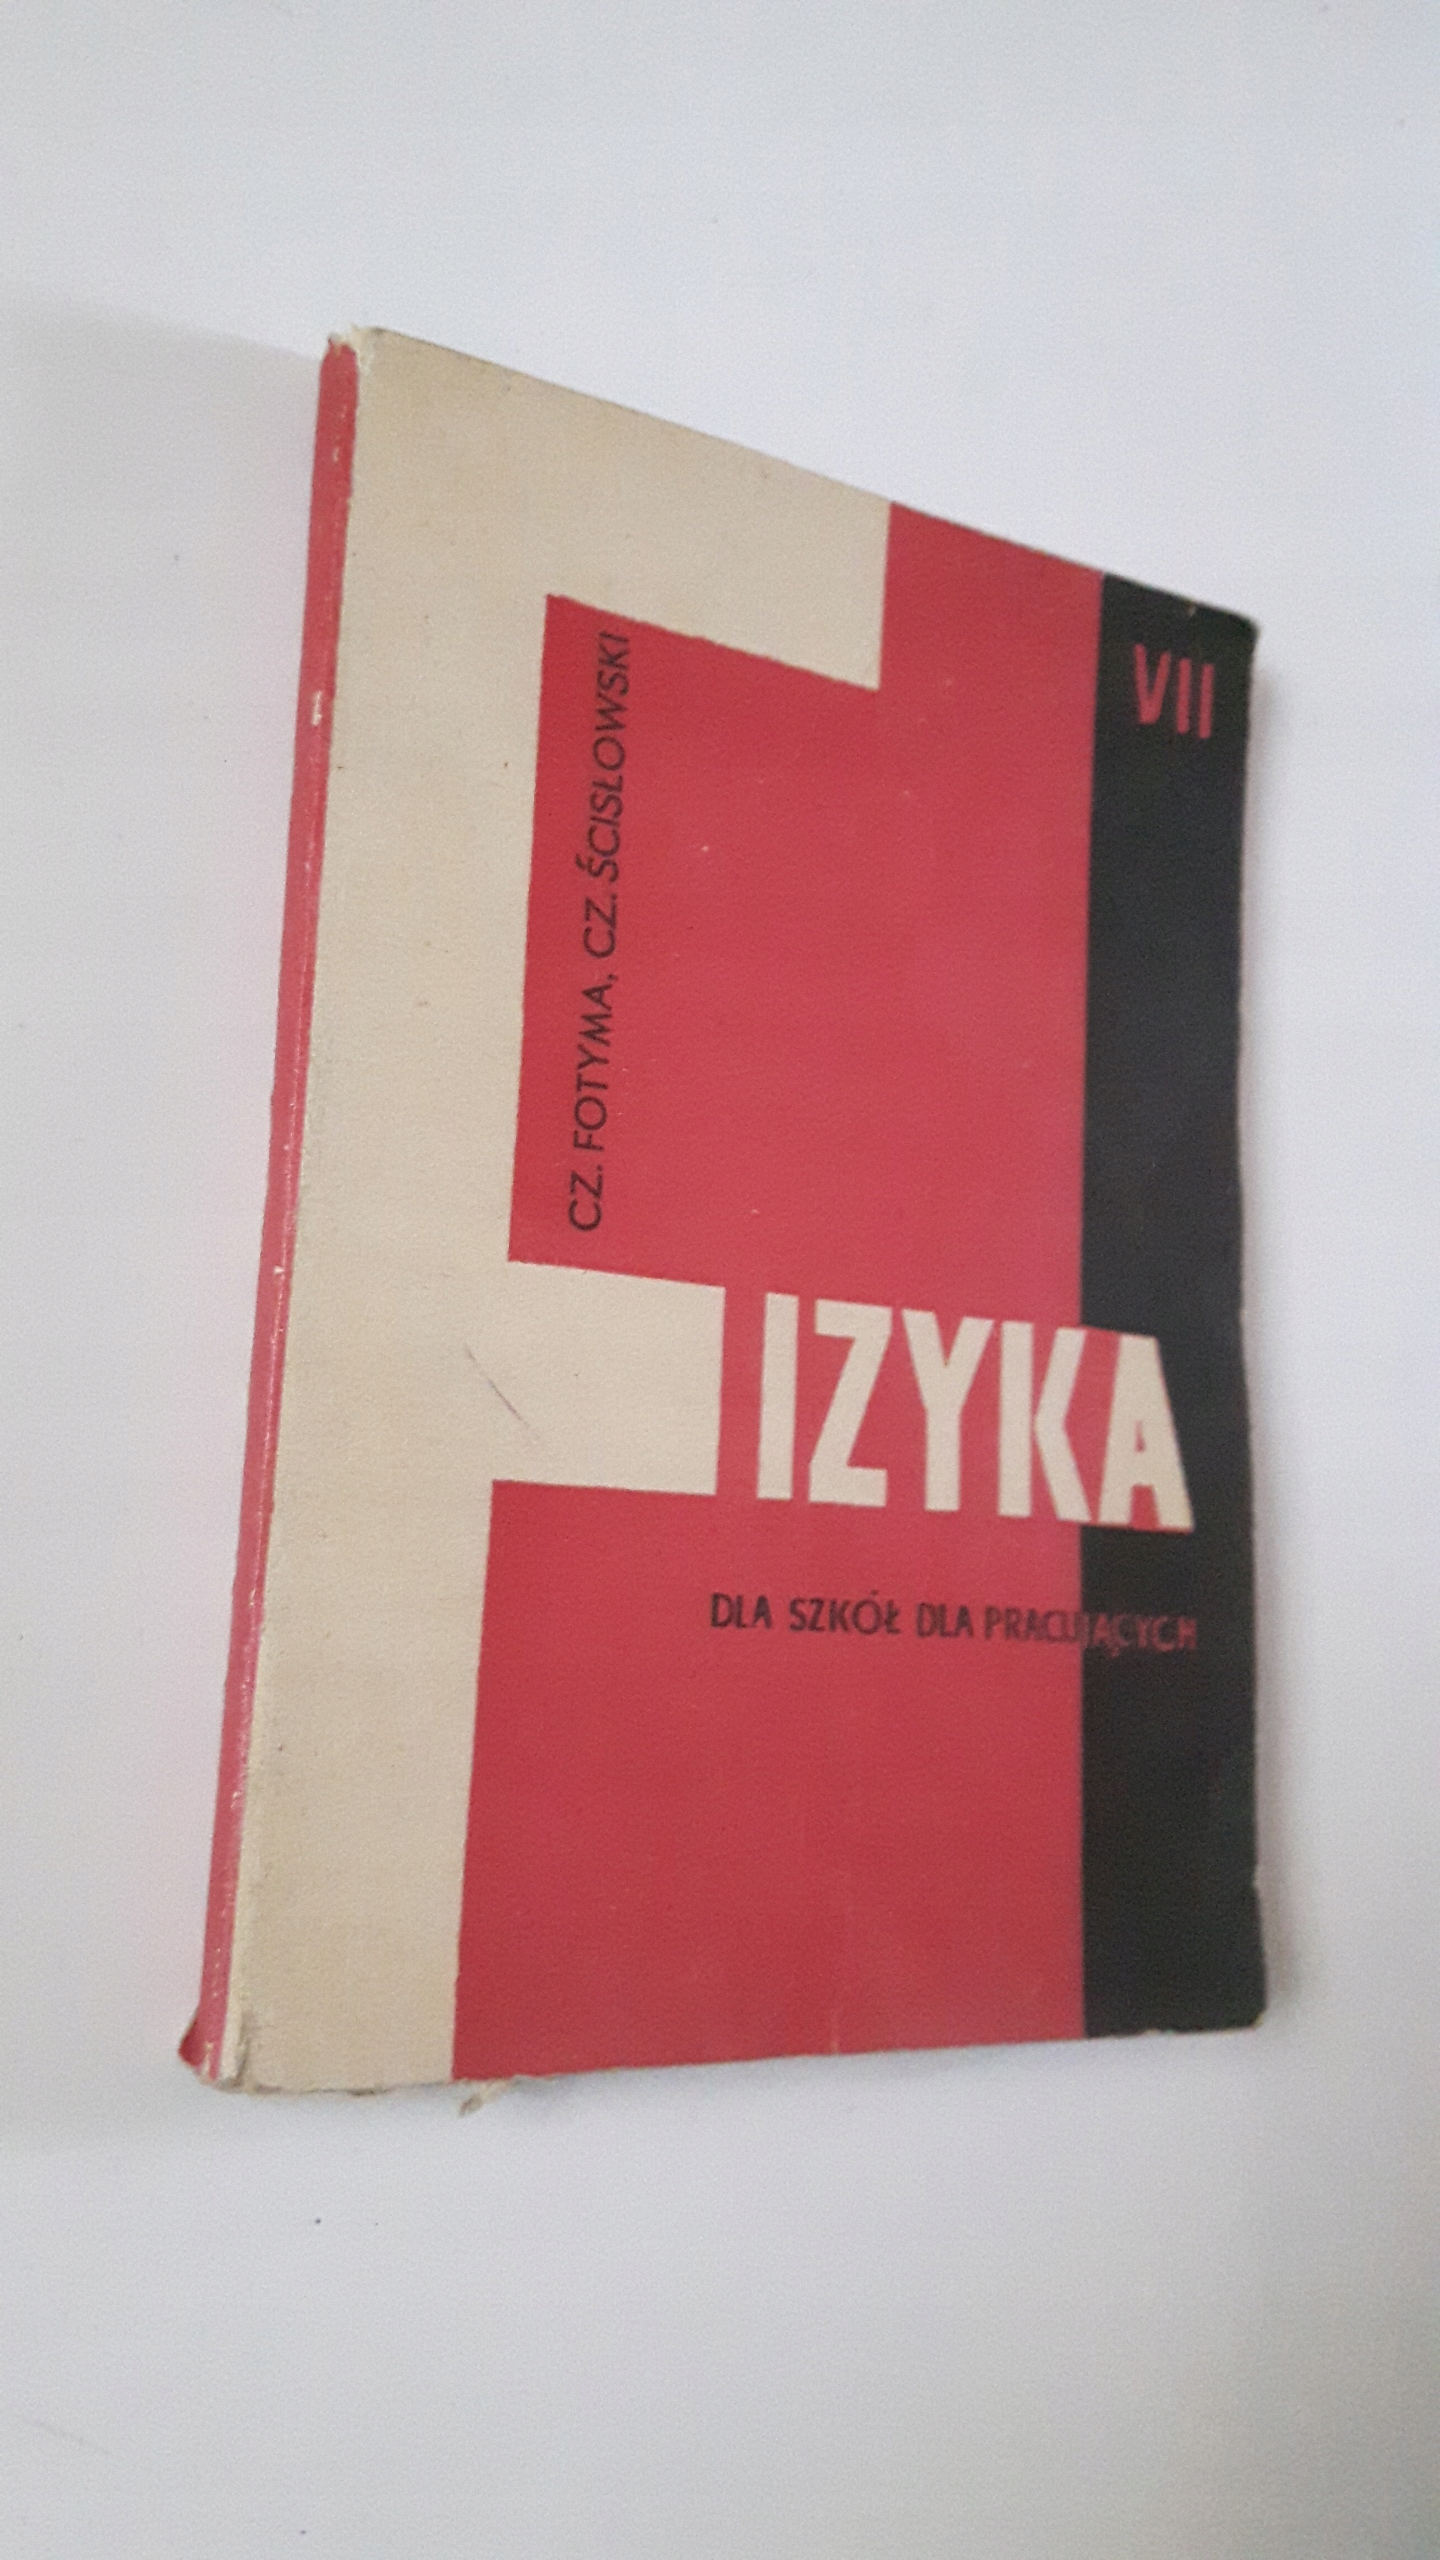 VII
CZ. FOTYMA, CZ. ŚCISŁOWSKI
FIZYKA
DLA SZKÓŁ DLA PRACUJĄCYCH